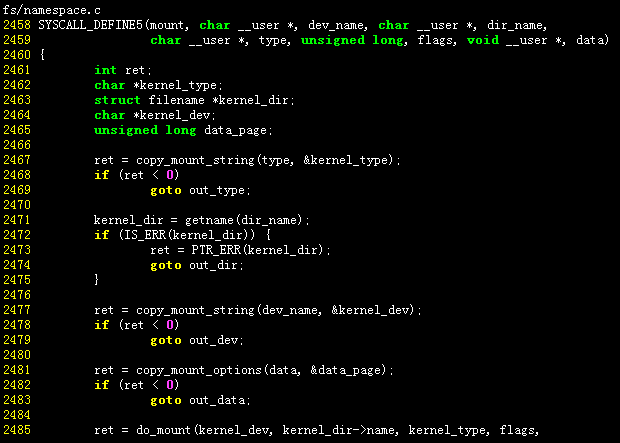 fs/namespace.c
2458 SYSCALL_DEFINE5(mount, char __user *, dev_name, char __user *, dir_name,
2459                 char __user *, type, unsigned long, flags, void __user *, data)
2460 {
2461         int ret;
2462         char *kernel_type;
2463         struct filename *kernel_dir;
2464         char *kernel_dev;
2465         unsigned long data_page;
2466
2467         ret = copy_mount_string(type, &kernel_type);
2468         if (ret < 0)
2469                 goto out_type;
2470
2471         kernel_dir = getname(dir_name);
2472         if (IS_ERR(kernel_dir)) {
2473                 ret = PTR_ERR(kernel_dir);
2474                 goto out_dir;
2475         }
2476
2477         ret = copy_mount_string(dev_name, &kernel_dev);
2478         if (ret < 0)
2479                 goto out_dev;
2480
2481         ret = copy_mount_options(data, &data_page);
2482         if (ret < 0)
2483                 goto out_data;
2484
2485         ret = do_mount(kernel_dev, kernel_dir->name, kernel_type, flags,